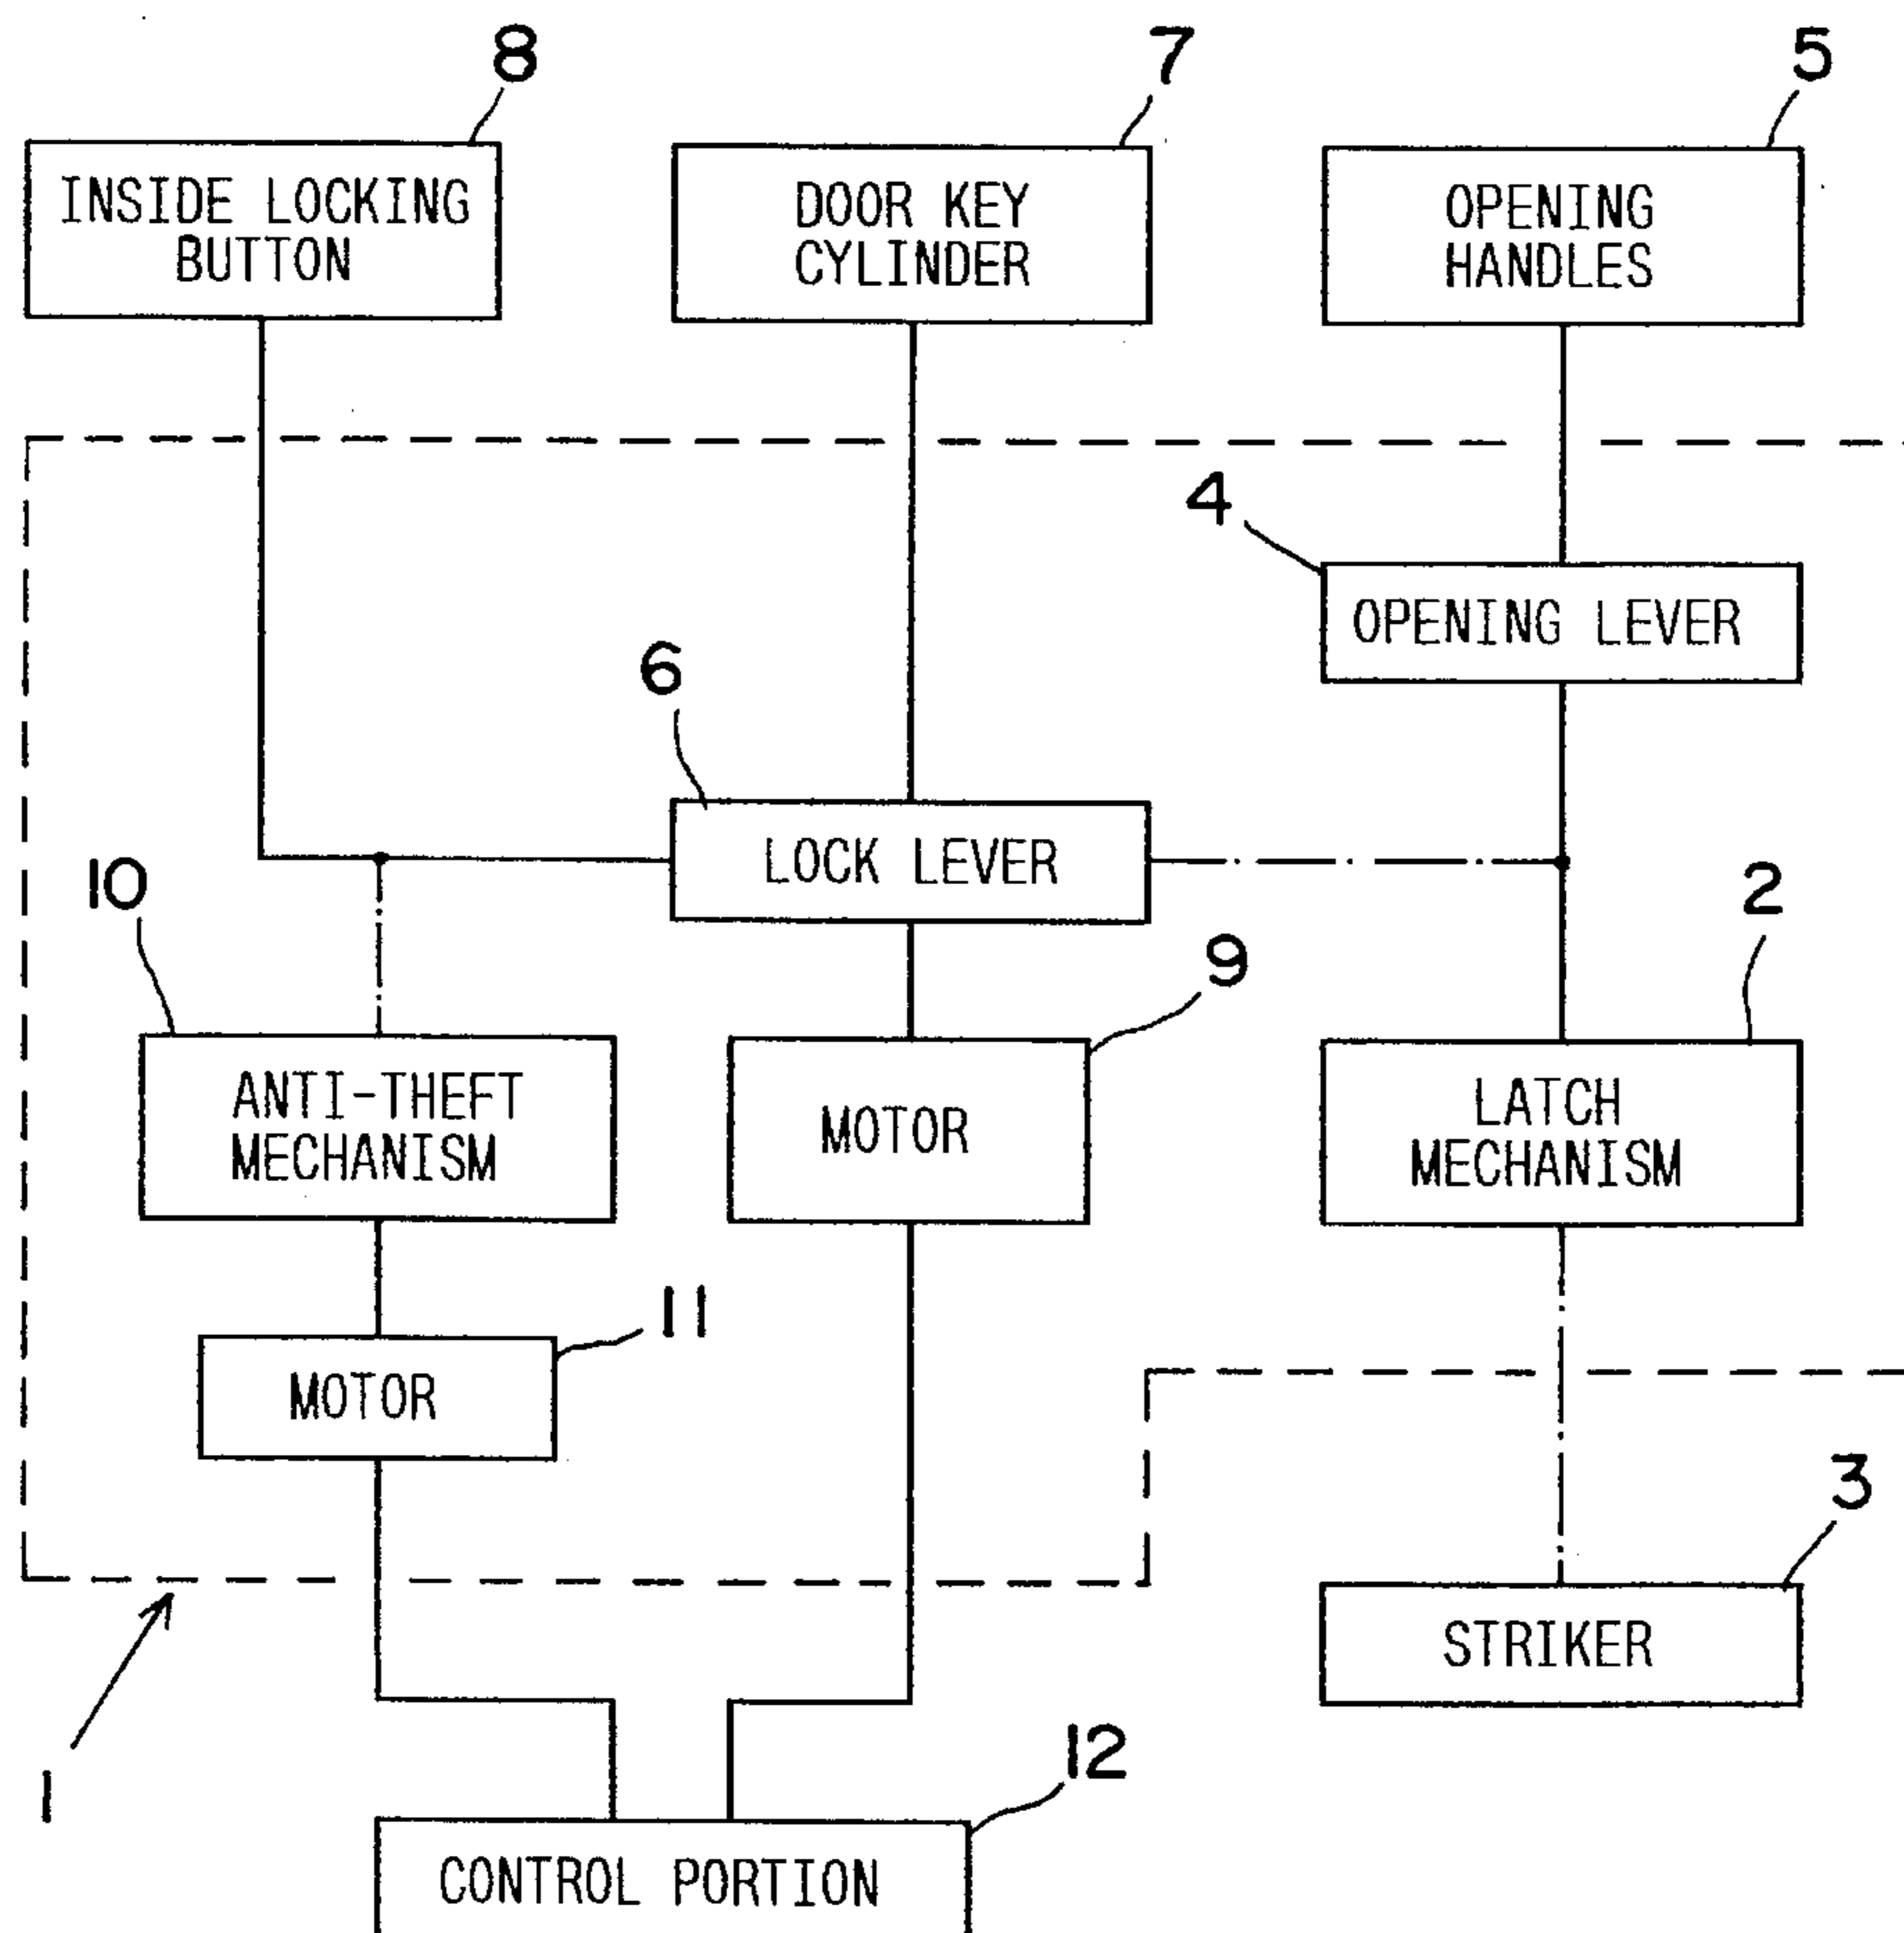 8
7
5
INSIDE LOCKING
BUTTON
DOOR KEY
CYLINDER
OPENING
HANDLES
4
OPENING LEVER
6
LOCK LEVER
10
2
9
ANTI-THEFT
MECHANISM
MOTOR
LATCH
MECHANISM
11
MOTOR
3
STRIKER
1
12
CONTROL PORTION